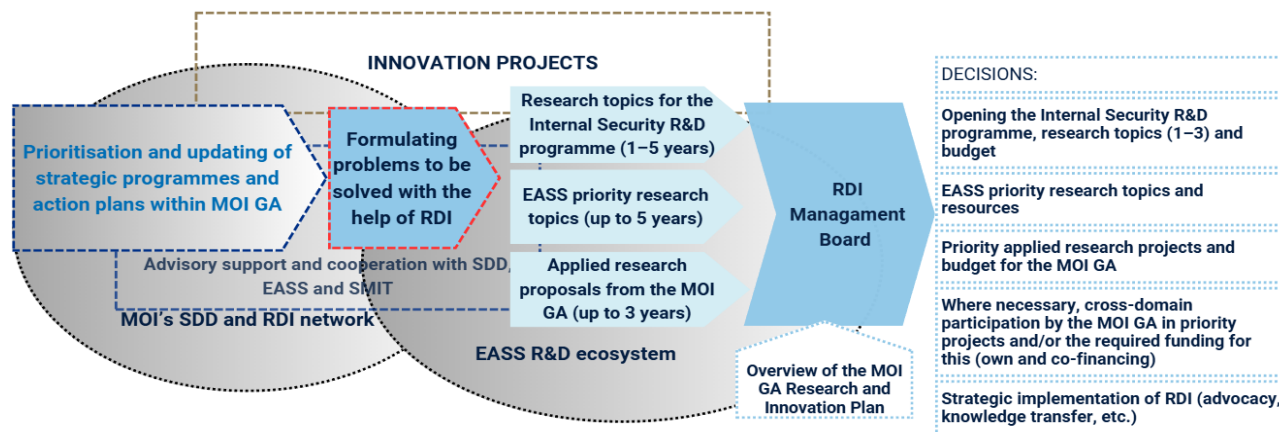 INNOVATION PROJECTS
Prioritisation and updating of
strategic programmes and
action plans within MOI GA
Formulating
problems to be
solved with the
help of RDI
Advisory support and cooperation with SDD,
EASS and SMIT
MOI's SDD and RDI network
EASS R&D ecosystem
Research topics for the
Internal Security R&D
programme (1–5 years)
EASS priority research
topics (up to 5 years)
Applied research
proposals from the MOI
GA (up to 3 years)
RDI
Managament
Board
Overview of the MOI
GA Research and
Innovation Plan
DECISIONS:
Opening the Internal Security R&D
programme, research topics (1–3) and
budget
EASS priority research topics and
resources
Priority applied research projects and
budget for the MOI GA
Where necessary, cross-domain
participation by the MOI GA in priority
projects and/or the required funding for
this (own and co-financing)
Strategic implementation of RDI (advocacy,
knowledge transfer, etc.)